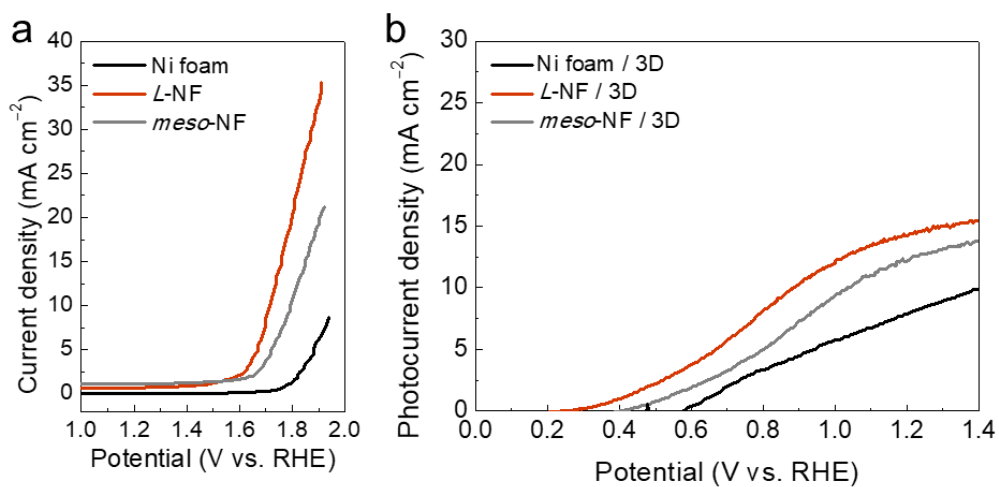 a
40
35
30
25
20
15
10
5
0
Current density (mA cm⁻²)
Ni foam
L-NF
meso-NF
1.0 1.2 1.4 1.6 1.8 2.0
Potential (V vs. RHE)
b
30
25
20
15
10
5
0
Photocurrent density (mA cm⁻²)
Ni foam / 3D
L-NF / 3D
meso-NF / 3D
0.0 0.2 0.4 0.6 0.8 1.0 1.2 1.4
Potential (V vs. RHE)